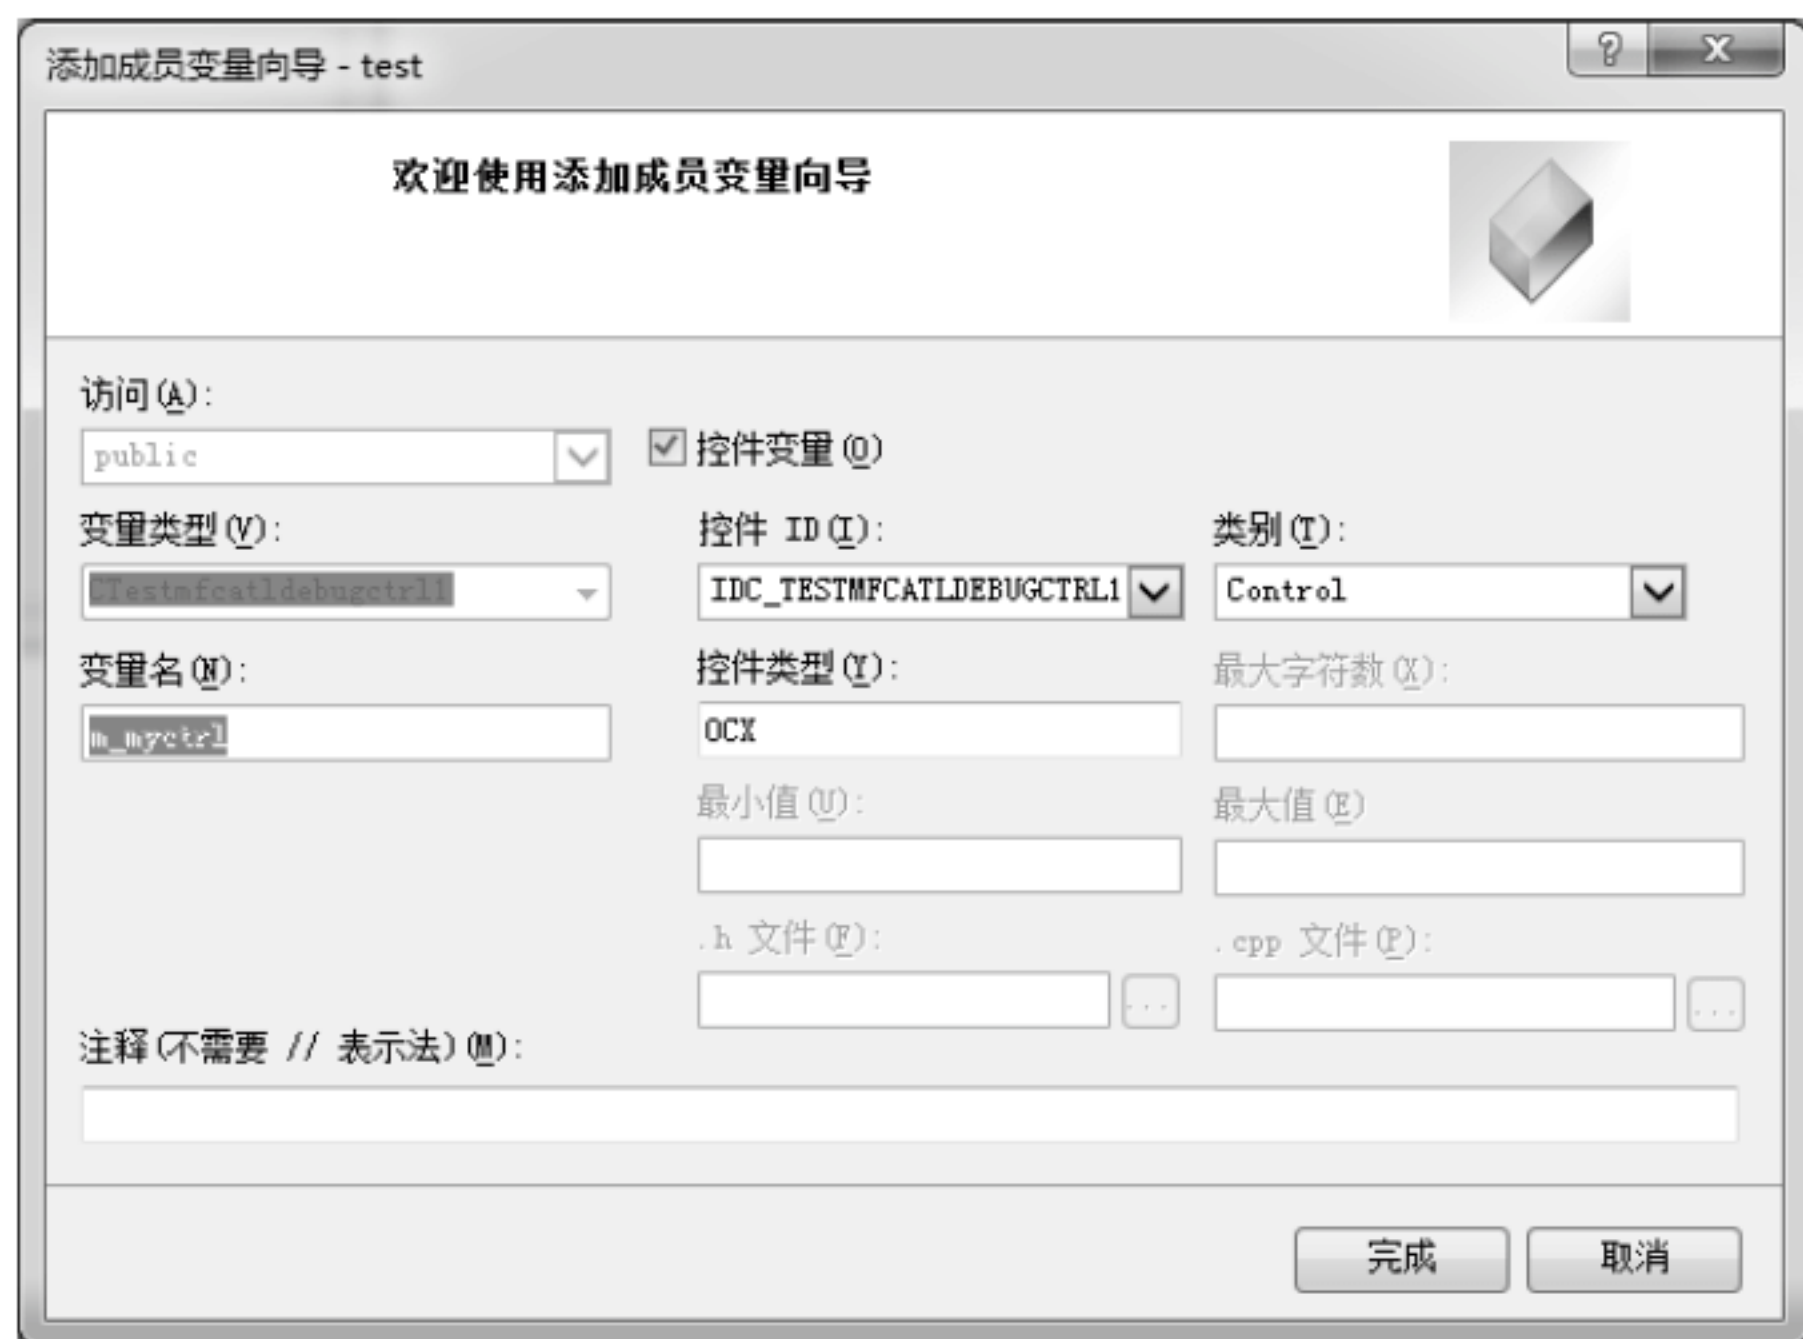 添加成员变量向导 - test
欢迎使用添加成员变量向导
访问(A):
public
控件变量(O)
变量类型(V):
控件 ID(I):
类别(T):
CTestmfcatldebugctrl1
IDC_TESTMFCATLDEBUGCTRL1
Control
变量名(N):
控件类型(Y):
最大字符数(X):
m_myctrl
OCX
最小值(U):
最大值(E)
.h 文件(F):
.cpp 文件(P):
...
...
注释(不需要 // 表示法)(M):
完成
取消